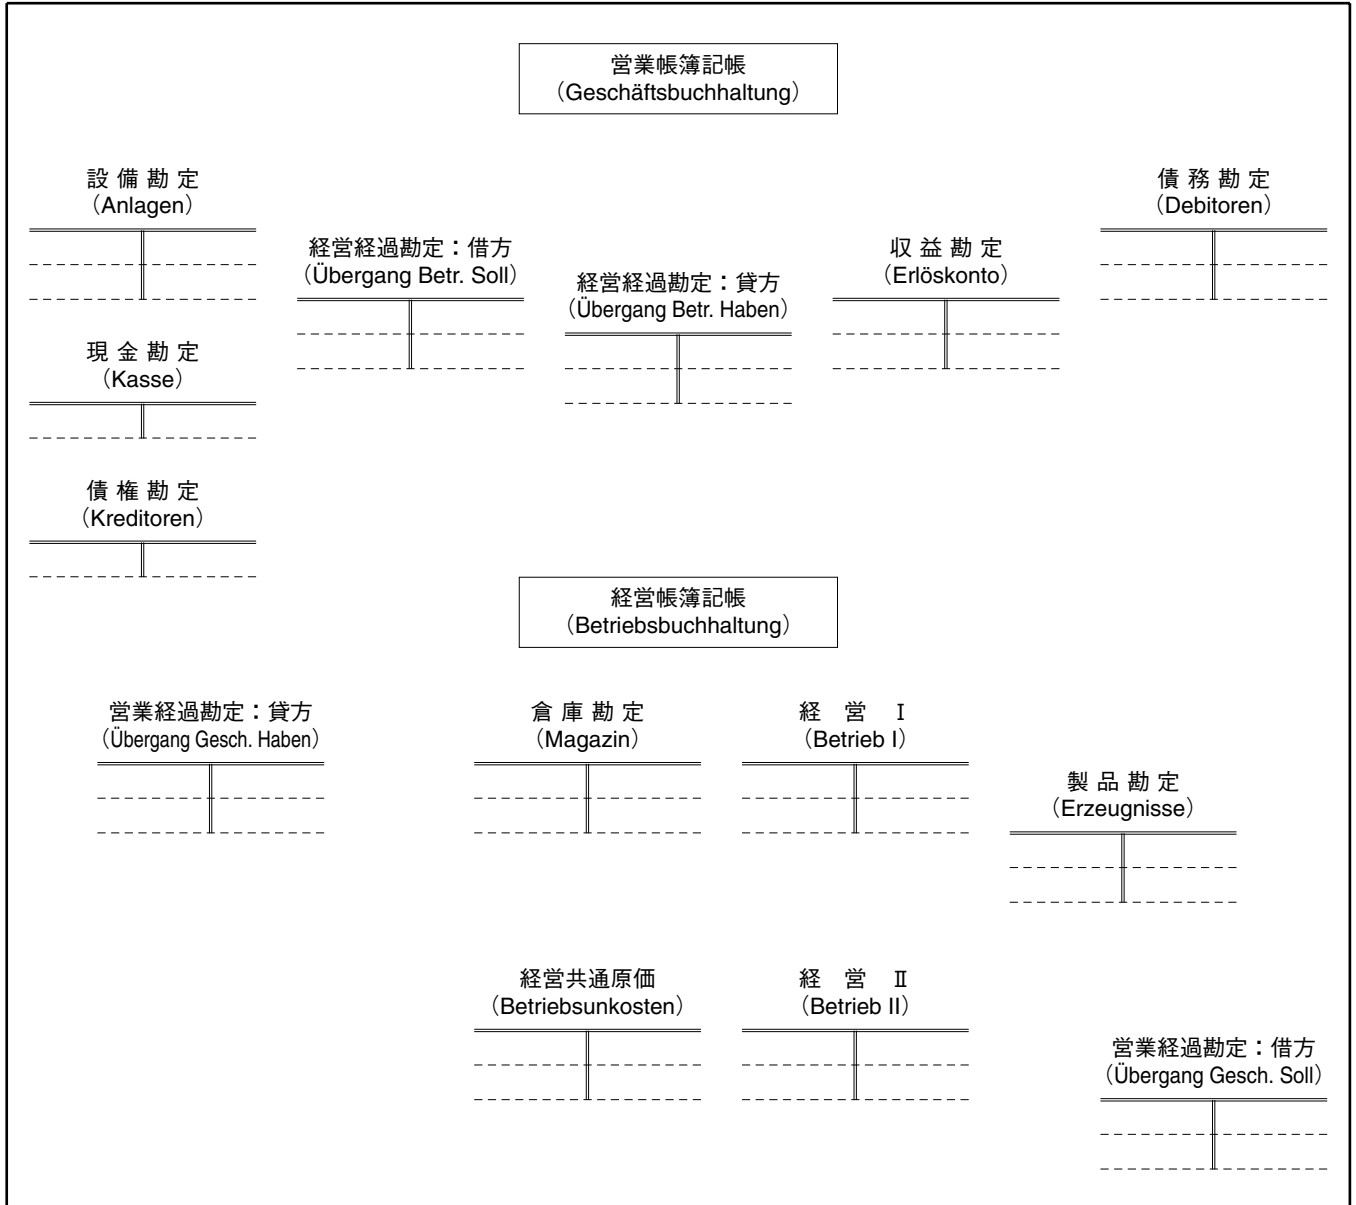 営業帳簿記帳
（Geschäftsbuchhaltung）
設備勘定
（Anlagen）
債務勘定
（Debitoren）
経営経過勘定：借方
（Übergang Betr. Soll）
収益勘定
（Erlöskonto）
経営経過勘定：貸方
（Übergang Betr. Haben）
現金勘定
（Kasse）
債権勘定
（Kreditoren）
経営帳簿記帳
（Betriebsbuchhaltung）
営業経過勘定：貸方
（Übergang Gesch. Haben）
倉庫勘定
（Magazin）
経営 Ⅰ
（Betrieb I）
製品勘定
（Erzeugnisse）
経営共通原価
（Betriebsunkosten）
経営 Ⅱ
（Betrieb II）
営業経過勘定：借方
（Übergang Gesch. Soll）